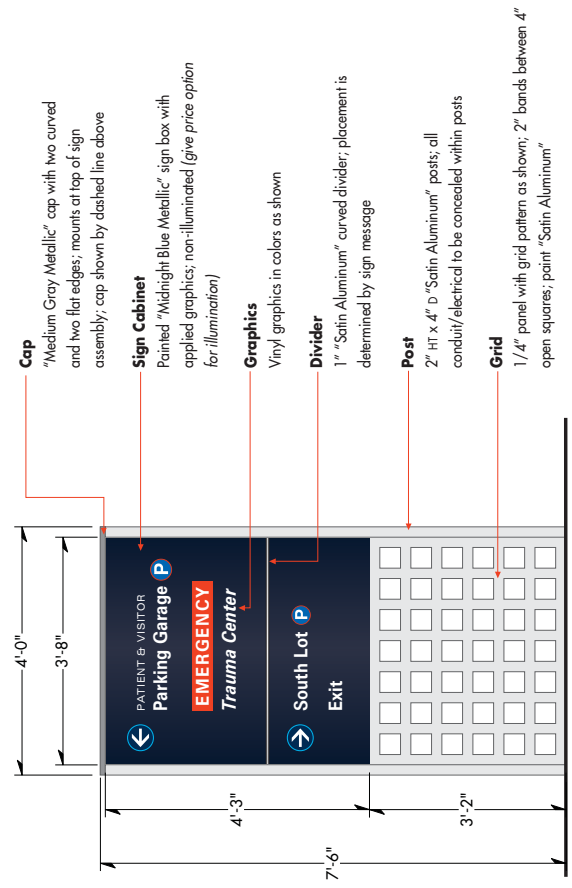 4'-0"
3'-8"
7'-6"
4'-3"
3'-2"
PATIENT & VISITOR
Parking Garage P
EMERGENCY
Trauma Center
South Lot P
Exit
Cap
"Medium Gray Metallic" cap with two curved
and two flat edges; mounts at top of sign
assembly; cap shown by dashed line above
Sign Cabinet
Painted "Midnight Blue Metallic" sign box with
applied graphics; non-illuminated (give price option
for illumination)
Graphics
Vinyl graphics in colors as shown
Divider
1" "Satin Aluminum" curved divider; placement is
determined by sign message
Post
2" HT x 4" D "Satin Aluminum" posts; all
conduit/electrical to be concealed within posts
Grid
1/4" panel with grid pattern as shown; 2" bands between 4"
open squares; paint "Satin Aluminum"